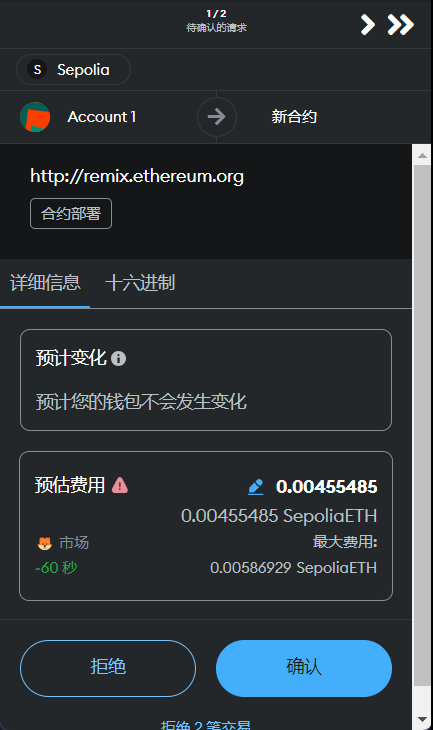 1 / 2
待确认的请求
S Sepolia
Account 1 新合约
http://remix.ethereum.org
合约部署
详细信息 十六进制
预计变化
预计您的钱包不会发生变化
预估费用 0.00455485
0.00455485 SepoliaETH
市场 最大费用:
-60 秒 0.00586929 SepoliaETH
拒绝 确认
拒绝 2 笔交易